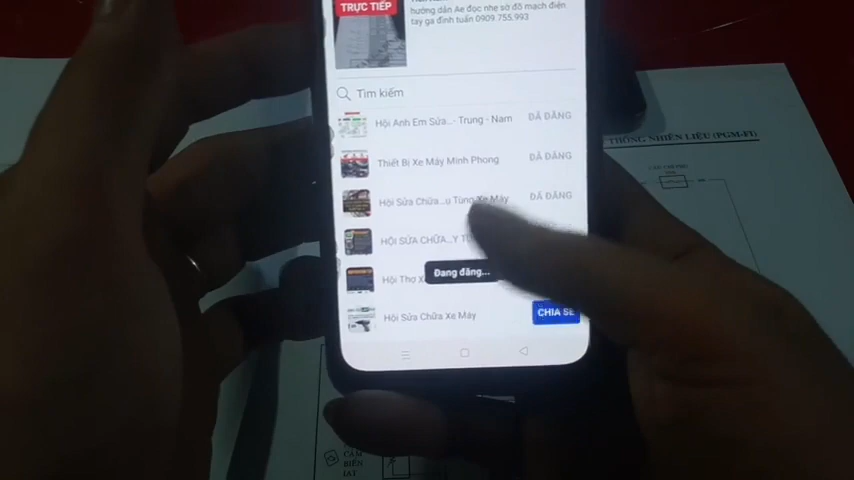 TRỰC TIẾP
hướng dẫn Ae đọc nhẹ sơ đồ mạch điện
tay ga đình tuấn 0909.755.993
Tìm kiếm
Hội Anh Em Sửa...- Trung - Nam
ĐÃ ĐĂNG
Thiết Bị Xe Máy Minh Phong
ĐÃ ĐĂNG
Hội Sửa Chữa...u Tùng Xe Máy
ĐÃ ĐĂNG
HỘI SỬA CHỮA...Y
Hội Thợ X
Đang đăng...
Hội Sửa Chữa Xe Máy
CHIA SẺ
THỐNG NHIÊN LIỆU (PGM-FI)
CẢM
BIẾN
IAT